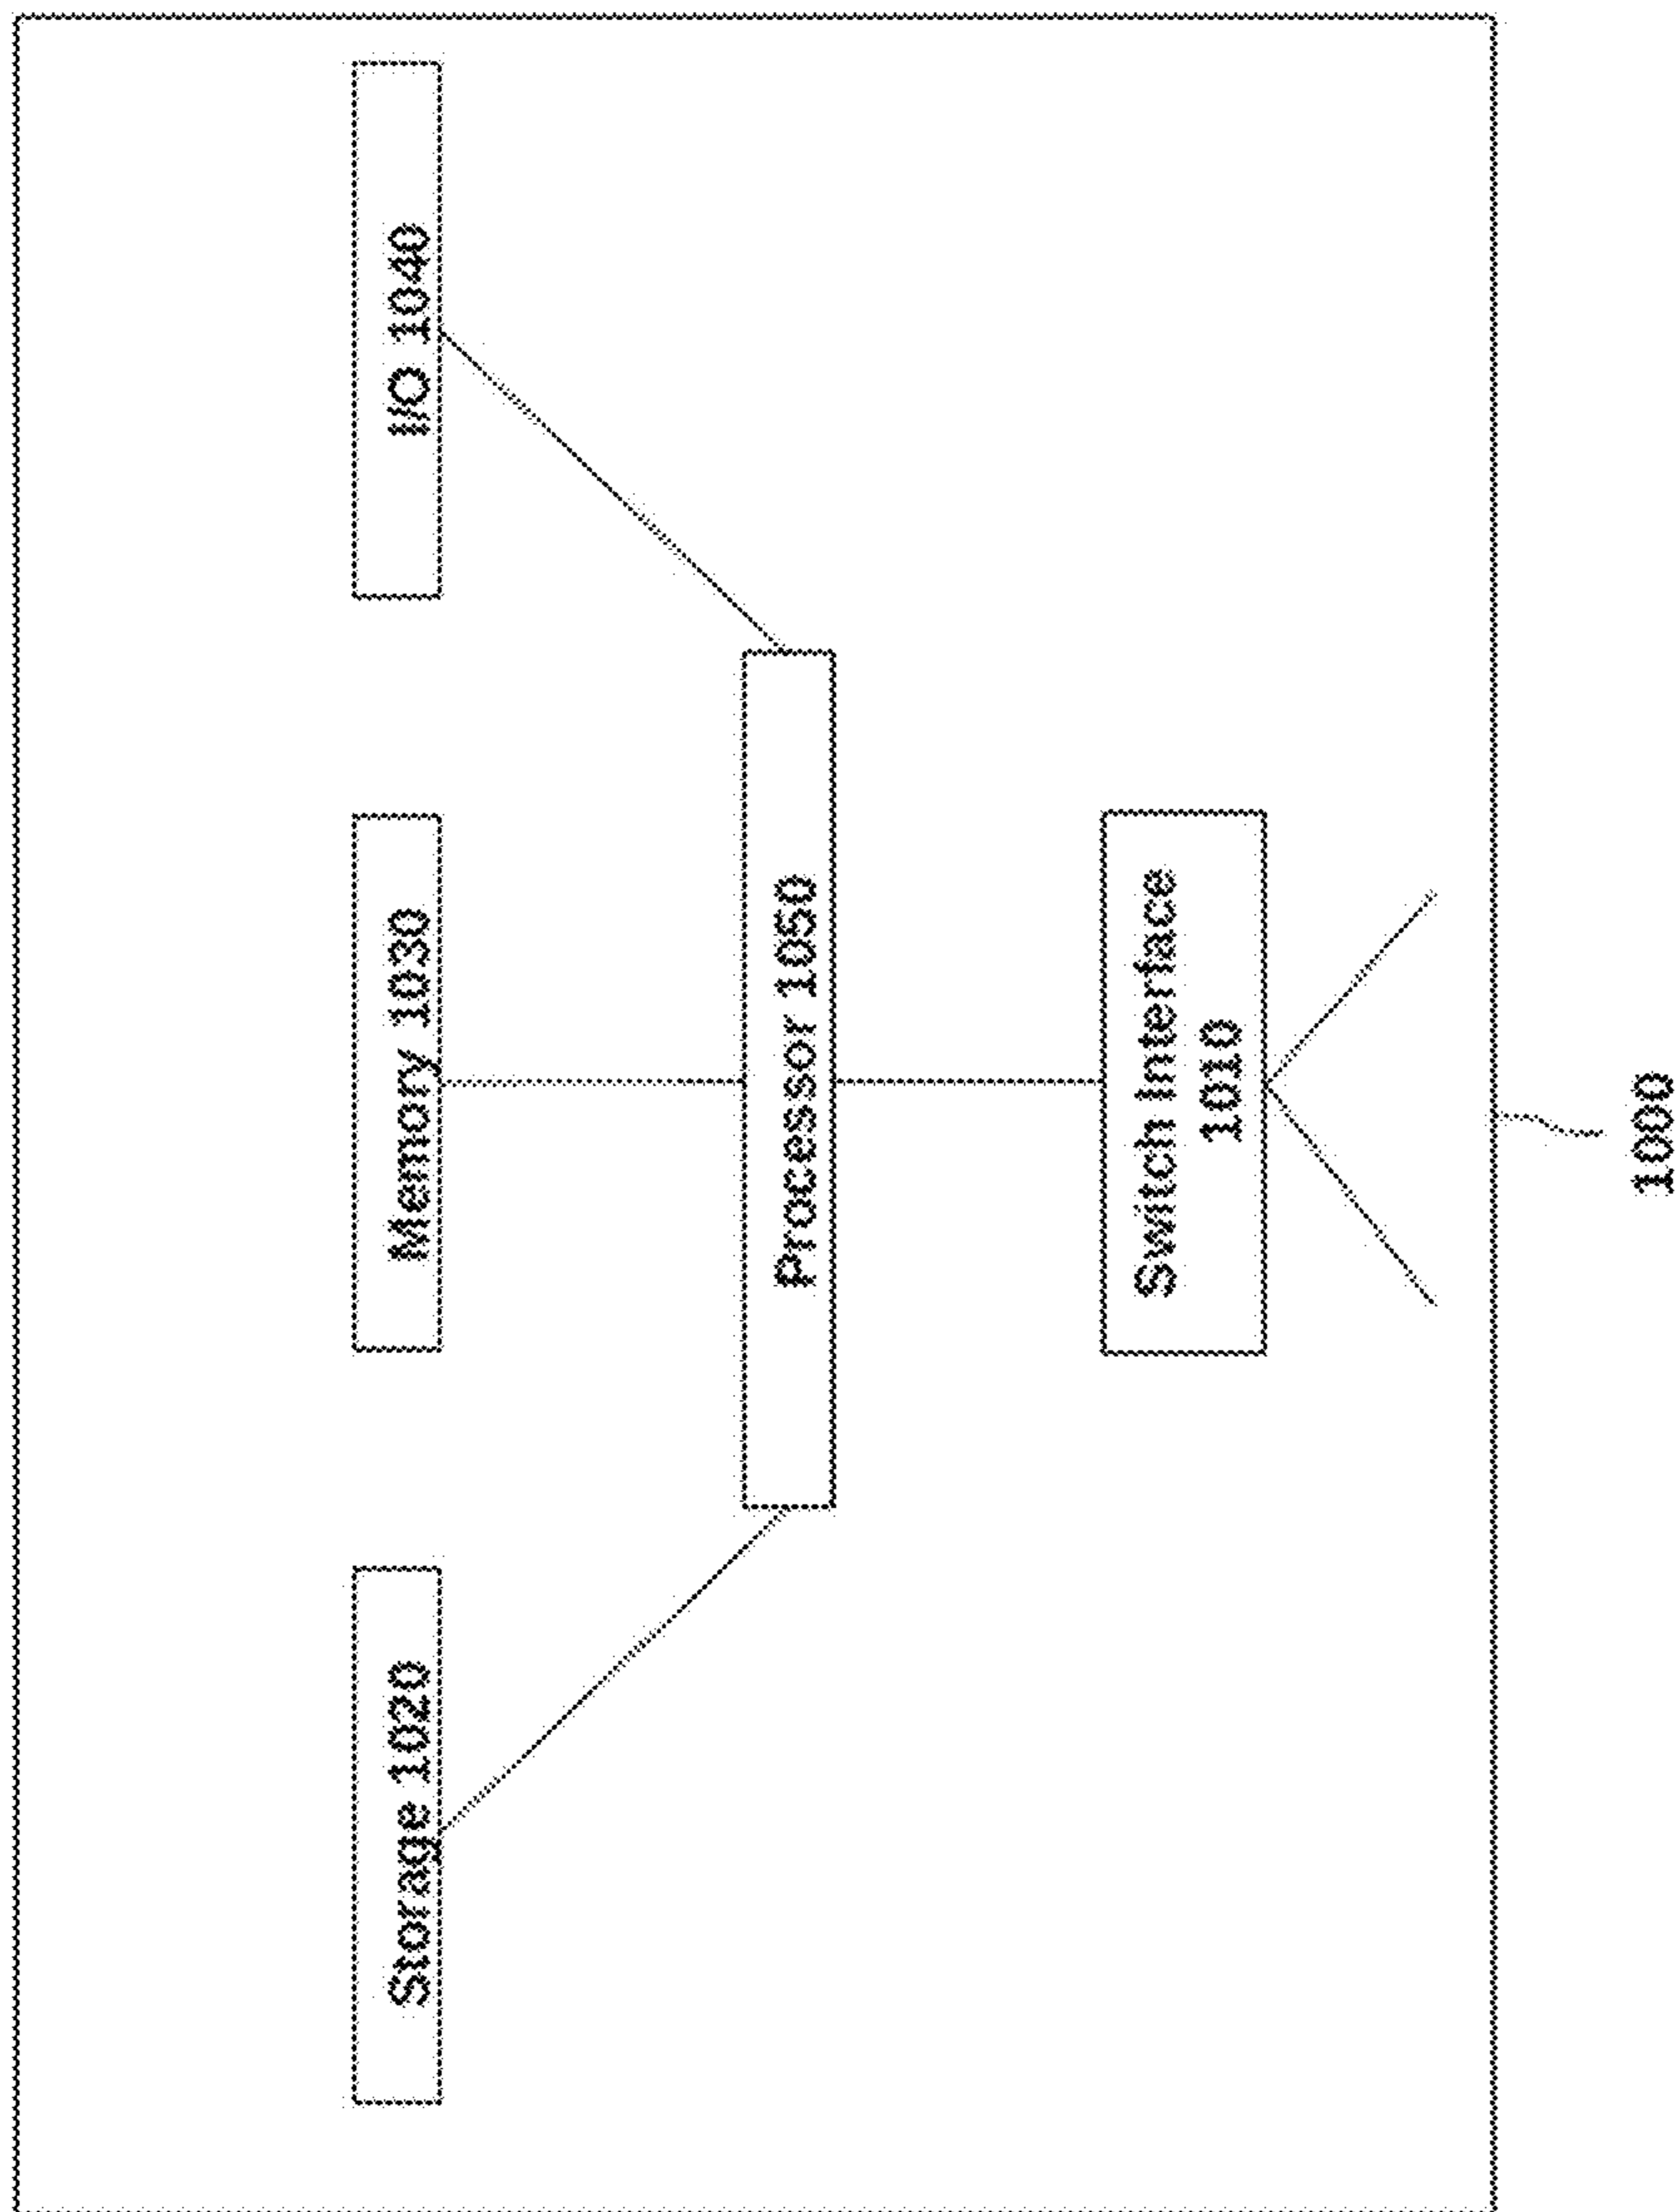 Storage 1020
Memory 1030
I/O 1040
Processor 1050
Switch Interface
1010
1000